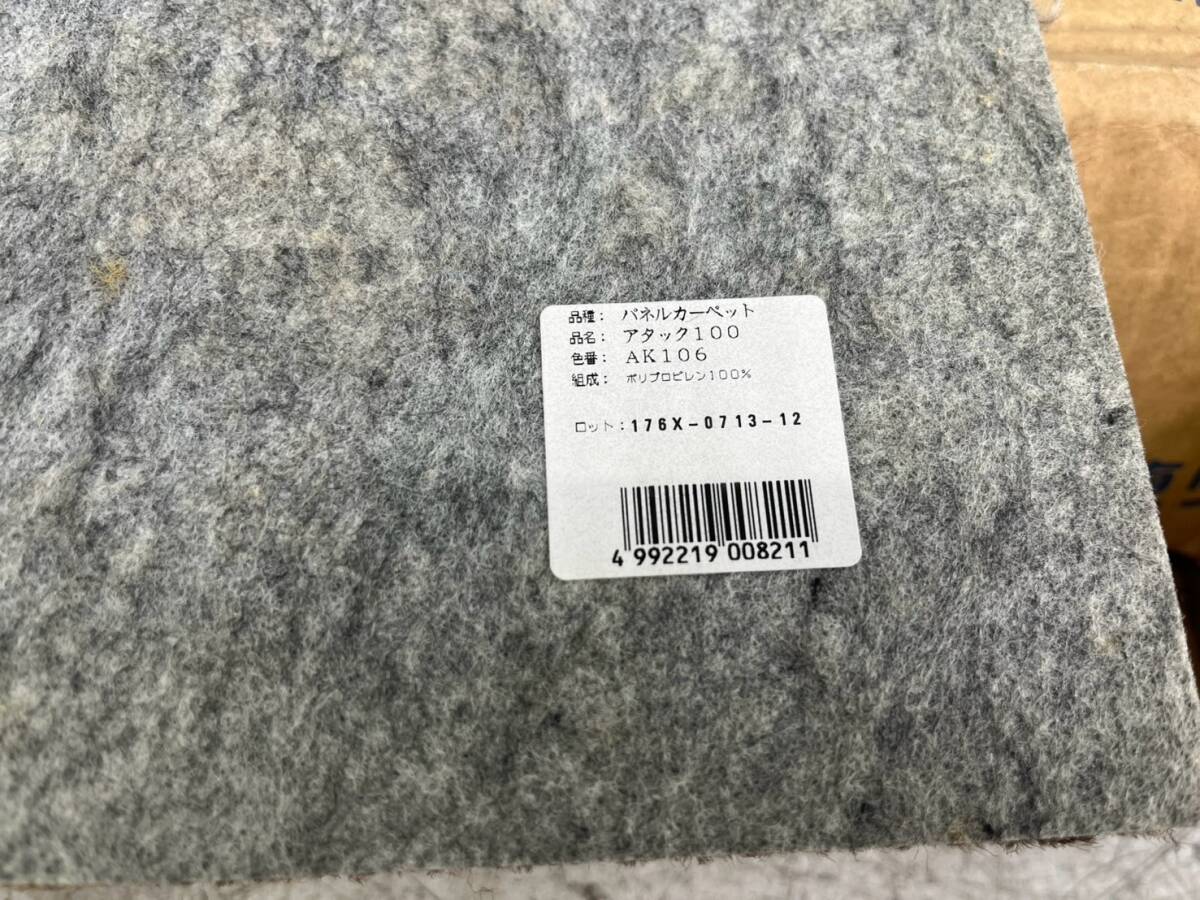 品種： パネルカーペット
品名： アタック１００
色番： ＡＫ１０６
組成： ポリプロピレン１００％
ロット：１７６Ｘ－０７１３－１２
4 992219 008211